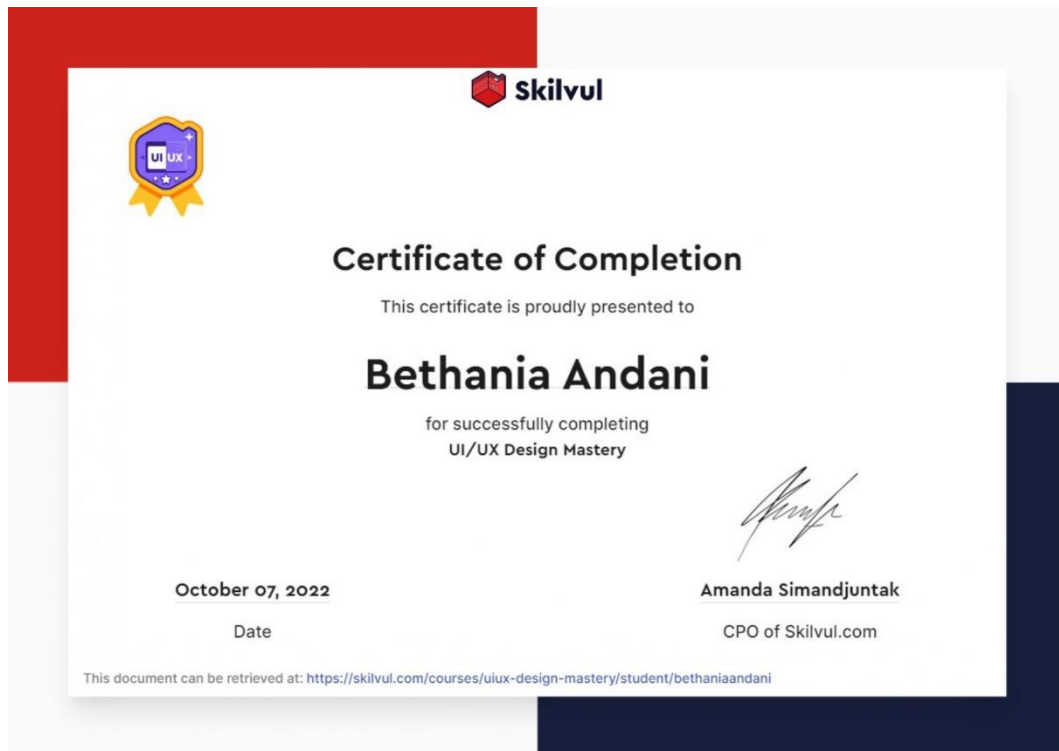 Skilvul
UI UX
Certificate of Completion
This certificate is proudly presented to
Bethania Andani
for successfully completing
UI/UX Design Mastery
October 07, 2022
Date
Amanda Simandjuntak
CPO of Skilvul.com
This document can be retrieved at: https://skilvul.com/courses/uiux-design-mastery/student/bethaniaandani